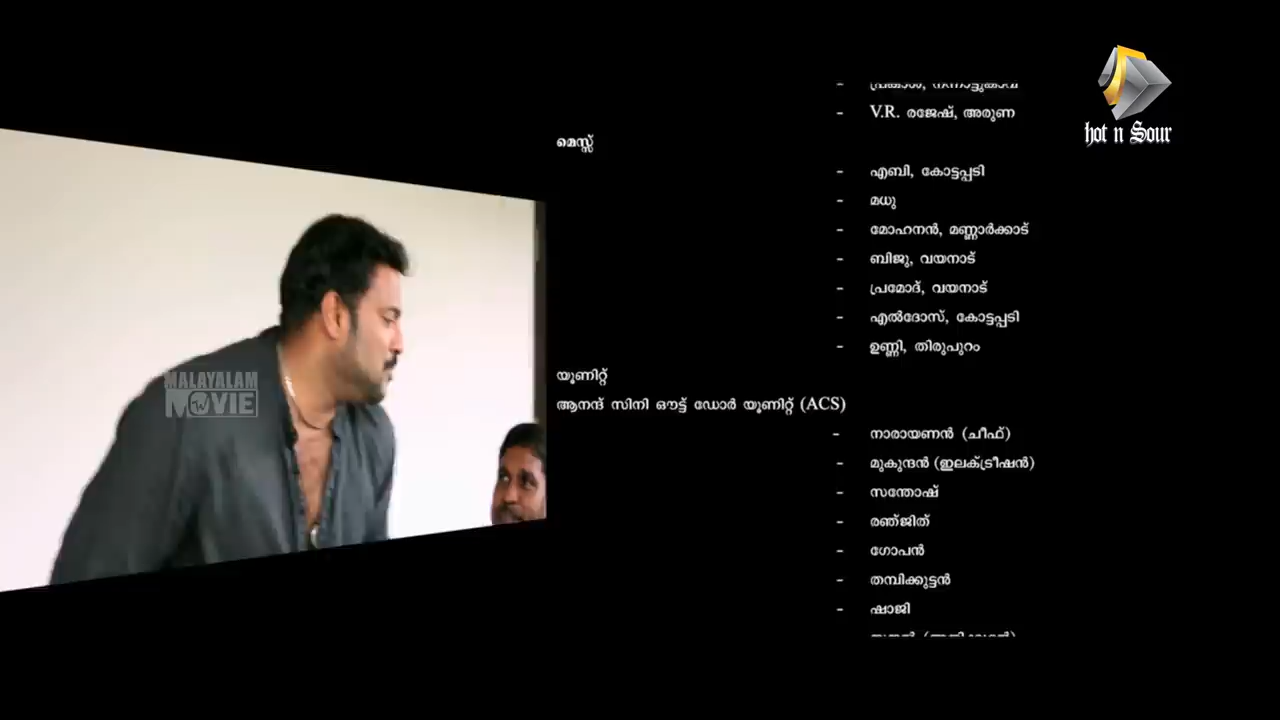 - V.R. രജേഷ്, അരുണ
hot n Sour
മെസ്സ്
- എബി, കോട്ടപ്പടി
- മധു
- മോഹനൻ, മണ്ണാർക്കാട്
- ബിജു, വയനാട്
- പ്രമോദ്, വയനാട്
- എൽദോസ്, കോട്ടപ്പടി
- ഉണ്ണി, തിരുപുറം
യൂണിറ്റ്
ആനന്ദ് സിനി ഔട്ട് ഡോർ യൂണിറ്റ് (ACS)
- നാരായണൻ (ചീഫ്)
- മുകുന്ദൻ (ഇലക്ട്രീഷൻ)
- സന്തോഷ്
- രഞ്ജിത്
- ഗോപൻ
- തമ്പിക്കുട്ടൻ
- ഷാജി
MALAYALAM
MOVIE